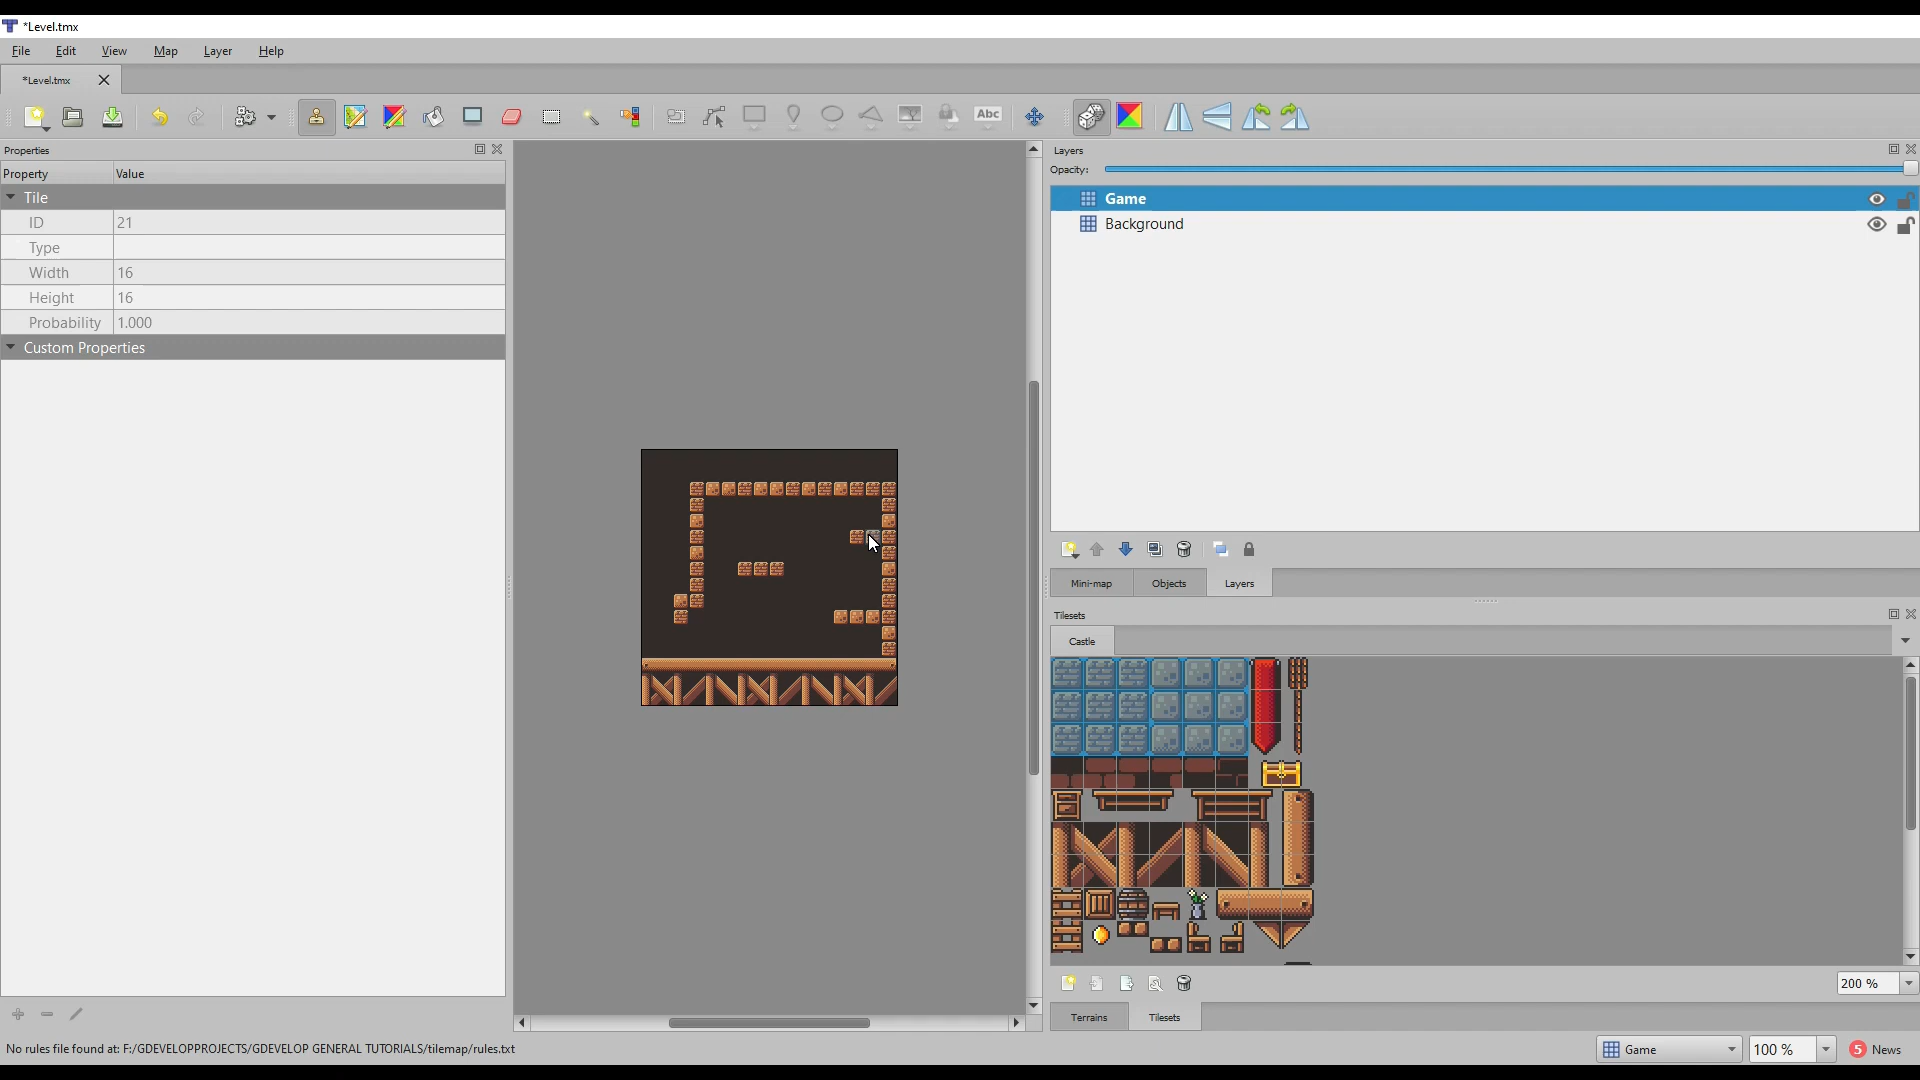 *Level.tmx
File Edit View Map Layer Help
*Level.tmx
Abc
Properties
Property Value
Tile
ID 21
Type
Width 16
Height 16
Probability 1.000
Custom Properties
Layers
Opacity:
Game
Background
Mini-map Objects Layers
Tilesets
Castle
200 %
Terrains Tilesets
No rules file found at: F:/GDEVELOPPROJECTS/GDEVELOP GENERAL TUTORIALS/tilemap/rules.txt
Game 100 % 5 News